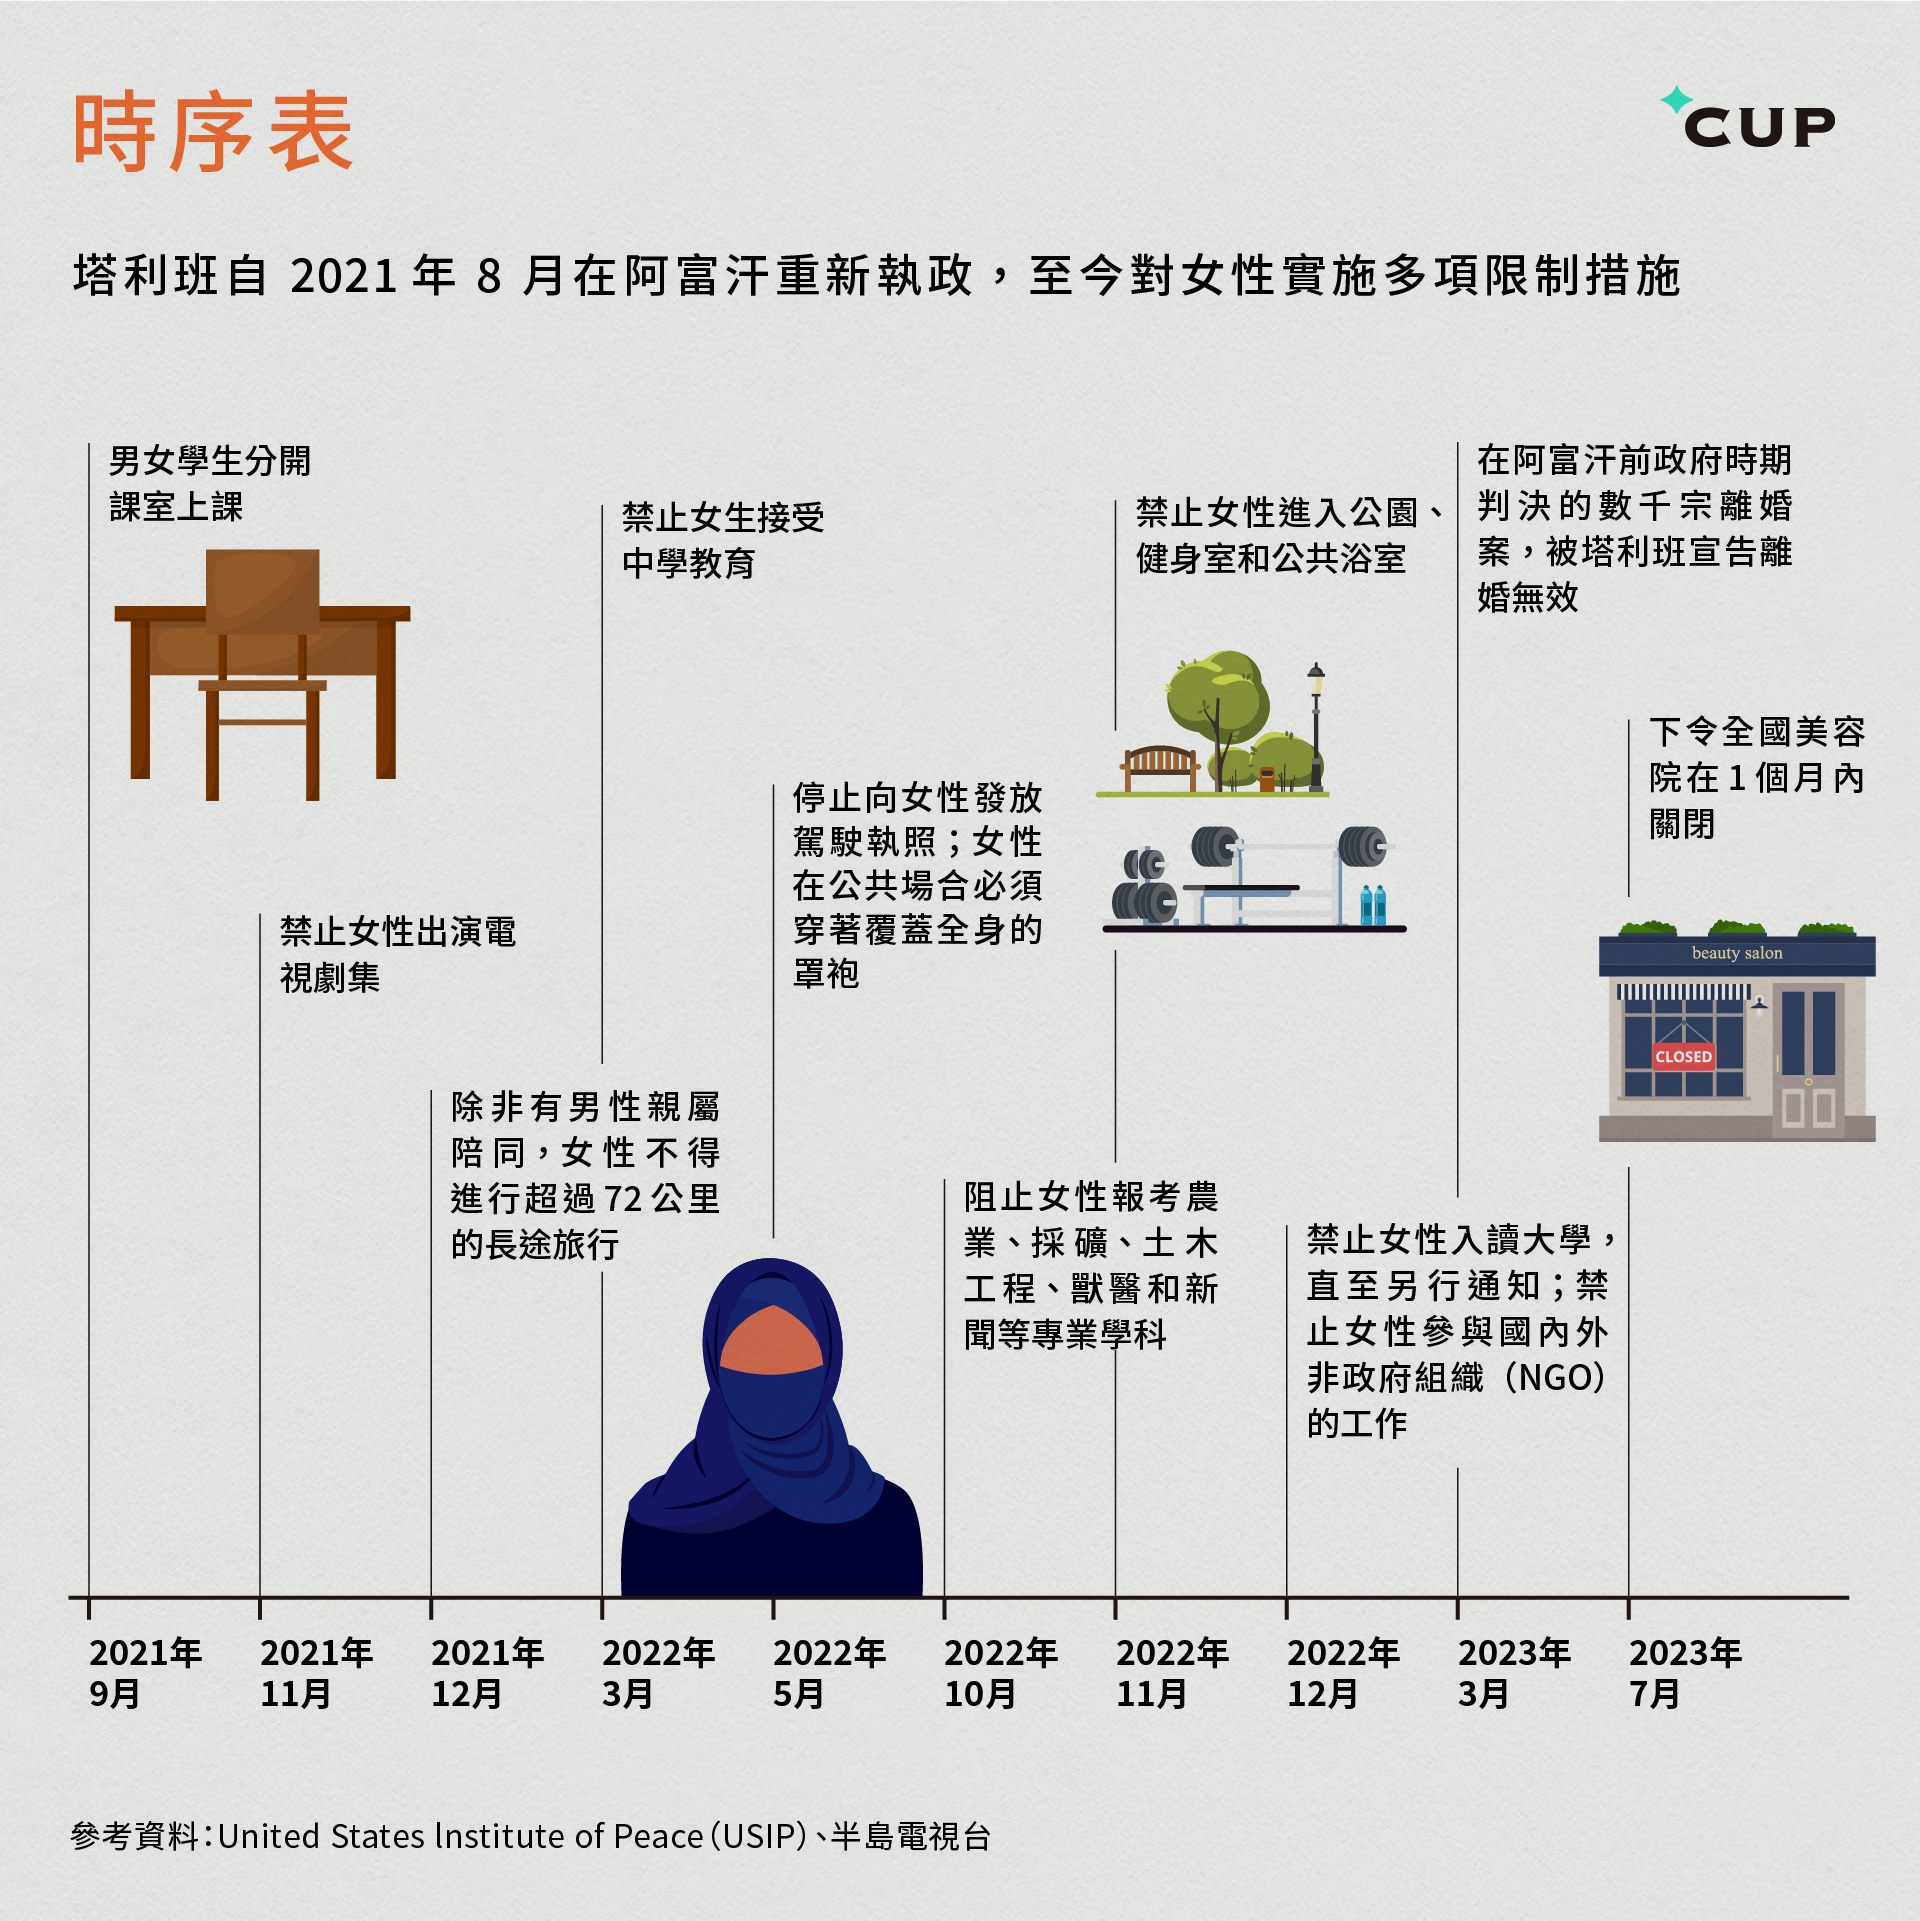 時序表
CUP
塔利班自 2021 年 8 月在阿富汗重新執政，至今對女性實施多項限制措施
男女學生分開
課室上課
禁止女性出演電
視劇集
除非有男性親屬
陪同，女性不得
進行超過 72 公里
的長途旅行
禁止女生接受
中學教育
停止向女性發放
駕駛執照；女性
在公共場合必須
穿著覆蓋全身的
罩袍
阻止女性報考農
業、採礦、土木
工程、獸醫和新
聞等專業學科
禁止女性進入公園、
健身室和公共浴室
禁止女性入讀大學，
直至另行通知；禁
止女性參與國內外
非政府組織（NGO）
的工作
在阿富汗前政府時期
判決的數千宗離婚
案，被塔利班宣告離
婚無效
下令全國美容
院在 1 個月內
關閉
beauty salon
CLOSED
2021年
9月
2021年
11月
2021年
12月
2022年
3月
2022年
5月
2022年
10月
2022年
11月
2022年
12月
2023年
3月
2023年
7月
參考資料：United States lnstitute of Peace（USIP）、半島電視台